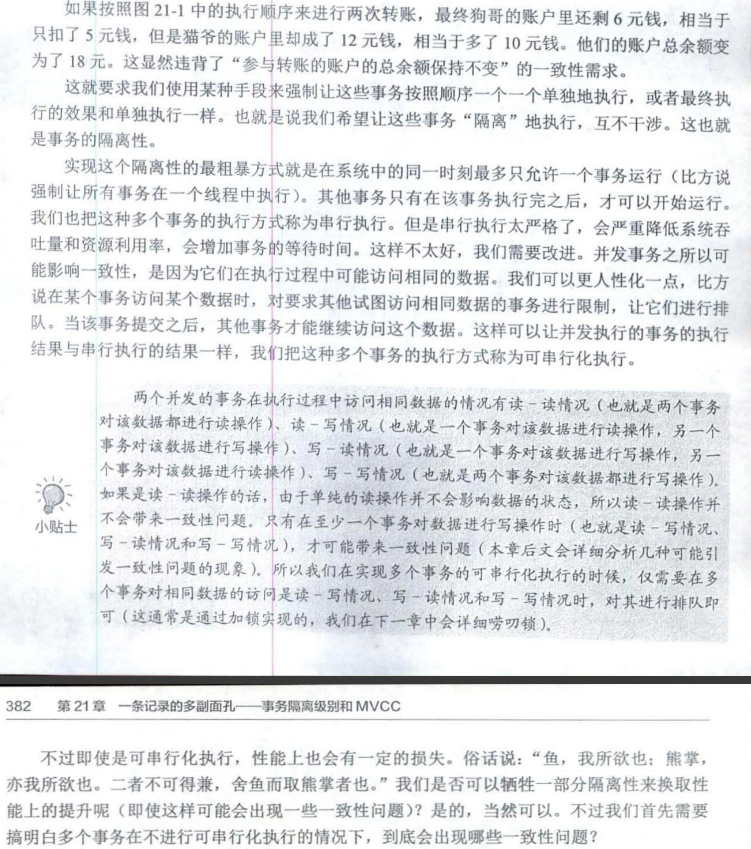 如果按照图 21-1 中的执行顺序来进行两次转账，最终狗哥的账户里还剩 6 元钱，相当于
只扣了 5 元钱，但是猫爷的账户里却成了 12 元钱，相当于多了 10 元钱。他们的账户总余额变
为了 18 元。这显然违背了“参与转账的账户的总余额保持不变”的一致性需求。
这就要求我们使用某种手段来强制让这些事务按照顺序一个一个单独地执行，或者最终执
行的效果和单独执行一样。也就是说我们希望让这些事务“隔离”地执行，互不干涉。这也就
是事务的隔离性。
实现这个隔离性的最粗暴方式就是在系统中的同一时刻最多只允许一个事务运行（比方说
强制让所有事务在一个线程中执行）。其他事务只有在该事务执行完之后，才可以开始运行。
我们也把这种多个事务的执行方式称为串行执行。但是串行执行太严格了，会严重降低系统吞
吐量和资源利用率，会增加事务的等待时间。这样不太好，我们需要改进。并发事务之所以可
能影响一致性，是因为它们在执行过程中可能访问相同的数据。我们可以更人性化一点，比方
说在某个事务访问某个数据时，对要求其他试图访问相同数据的事务进行限制，让它们进行排
队。当该事务提交之后，其他事务才能继续访问这个数据。这样可以让并发执行的事务的执行
结果与串行执行的结果一样，我们把这种多个事务的执行方式称为可串行化执行。
两个并发的事务在执行过程中访问相同数据的情况有读－读情况（也就是两个事务
对该数据都进行读操作）、读－写情况（也就是一个事务对该数据进行读操作，另一个
事务对该数据进行写操作）、写－读情况（也就是一个事务对该数据进行写操作，另一
个事务对该数据进行读操作）、写－写情况（也就是两个事务对该数据都进行写操作）。
如果是读－读操作的话，由于单纯的读操作并不会影响数据的状态，所以读－读操作并
不会带来一致性问题。只有在至少一个事务对数据进行写操作时（也就是读－写情况、
写－读情况和写－写情况），才可能带来一致性问题（本章后文会详细分析几种可能引
发一致性问题的现象）。所以我们在实现多个事务的可串行化执行的时候，仅需要在多
个事务对相同数据的访问是读－写情况、写－读情况和写－写情况时，对其进行排队即
可（这通常是通过加锁实现的，我们在下一章中会详细唠叨锁）。
小贴士
382 第 21 章 一条记录的多副面孔——事务隔离级别和 MVCC
不过即使是可串行化执行，性能上也会有一定的损失。俗话说：“鱼，我所欲也；熊掌，
亦我所欲也。二者不可得兼，舍鱼而取熊掌者也。”我们是否可以牺牲一部分隔离性来换取性
能上的提升呢（即使这样可能会出现一些一致性问题）？是的，当然可以。不过我们首先需要
搞明白多个事务在不进行可串行化执行的情况下，到底会出现哪些一致性问题？